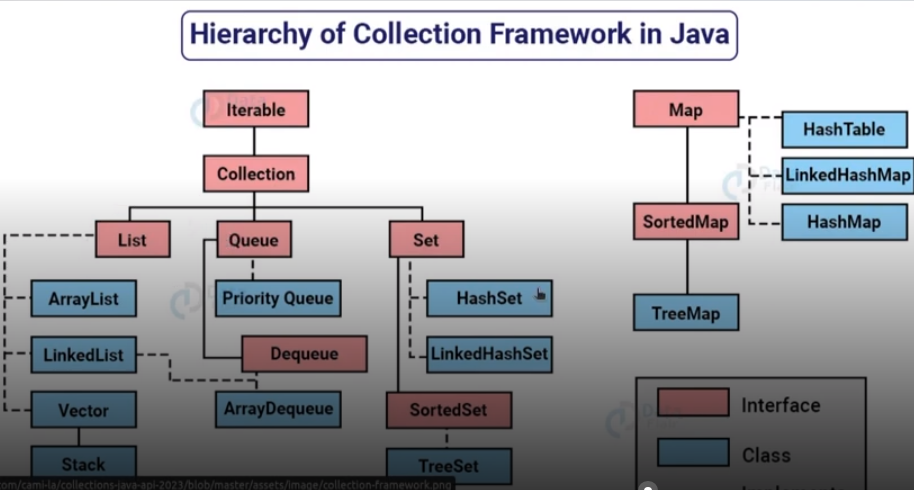 Hierarchy of Collection Framework in Java
Iterable
Map
HashTable
Collection
LinkedHashMap
List
Queue
Set
SortedMap
HashMap
ArrayList
Priority Queue
HashSet
TreeMap
LinkedList
Dequeue
LinkedHashSet
Vector
ArrayDequeue
SortedSet
Interface
Stack
TreeSet
Class
com/cami-la/collections-java-api-2023/blob/master/assets/image/collection-framework.png